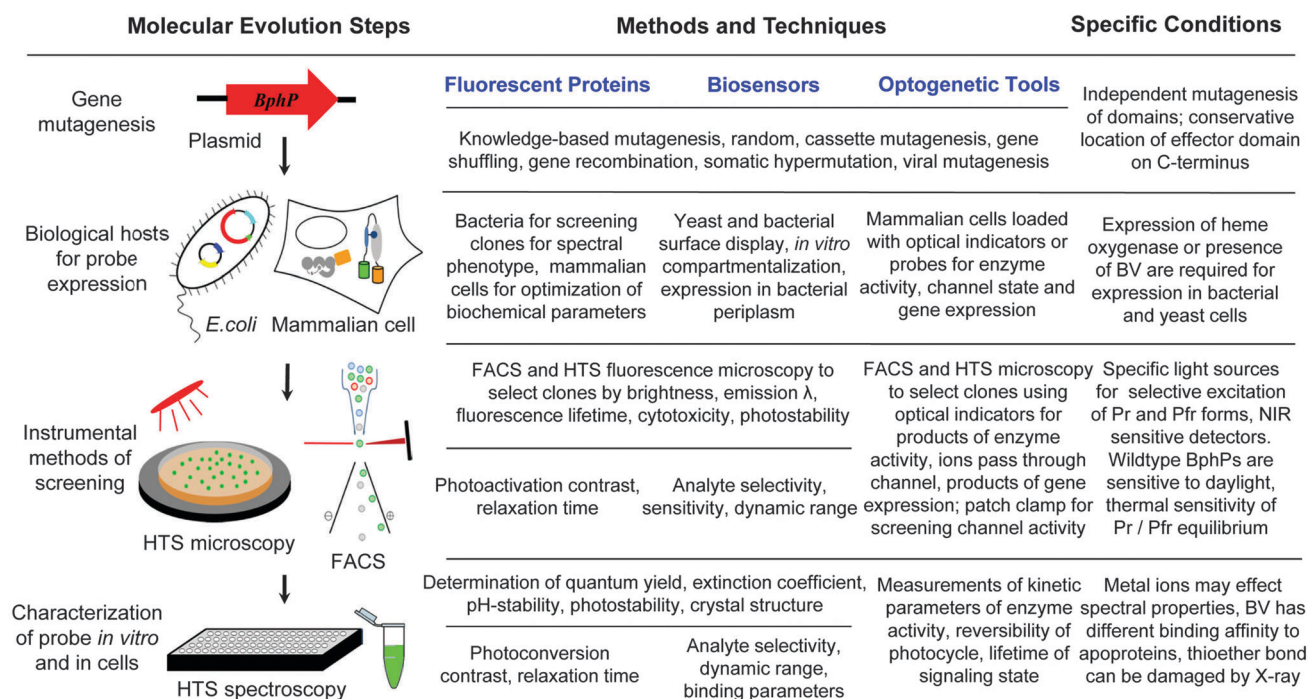 Molecular Evolution Steps
Methods and Techniques
Specific Conditions
Gene
mutagenesis
BphP
Plasmid
Fluorescent Proteins
Biosensors
Optogenetic Tools
Knowledge-based mutagenesis, random, cassette mutagenesis, gene
shuffling, gene recombination, somatic hypermutation, viral mutagenesis
Independent mutagenesis
of domains; conservative
location of effector domain
on C-terminus
Biological hosts
for probe
expression
E.coli
Mammalian cell
Bacteria for screening
clones for spectral
phenotype, mammalian
cells for optimization of
biochemical parameters
Yeast and bacterial
surface display, in vitro
compartmentalization,
expression in bacterial
periplasm
Mammalian cells loaded
with optical indicators or
probes for enzyme
activity, channel state and
gene expression
Expression of heme
oxygenase or presence
of BV are required for
expression in bacterial
and yeast cells
Instrumental
methods of
screening
HTS microscopy
⊖
⊕
FACS
FACS and HTS fluorescence microscopy to
select clones by brightness, emission λ,
fluorescence lifetime, cytotoxicity, photostability
Photoactivation contrast,
relaxation time
Analyte selectivity,
sensitivity, dynamic range
FACS and HTS microscopy
to select clones using
optical indicators for
products of enzyme
activity, ions pass through
channel, products of gene
expression; patch clamp for
screening channel activity
Specific light sources
for selective excitation
of Pr and Pfr forms, NIR
sensitive detectors.
Wildtype BphPs are
sensitive to daylight,
thermal sensitivity of
Pr / Pfr equilibrium
Characterization
of probe in vitro
and in cells
HTS spectroscopy
Determination of quantum yield, extinction coefficient,
pH-stability, photostability, crystal structure
Photoconversion
contrast, relaxation time
Analyte selectivity,
dynamic range,
binding parameters
Measurements of kinetic
parameters of enzyme
activity, reversibility of
photocycle, lifetime of
signaling state
Metal ions may effect
spectral properties, BV has
different binding affinity to
apoproteins, thioether bond
can be damaged by X-ray